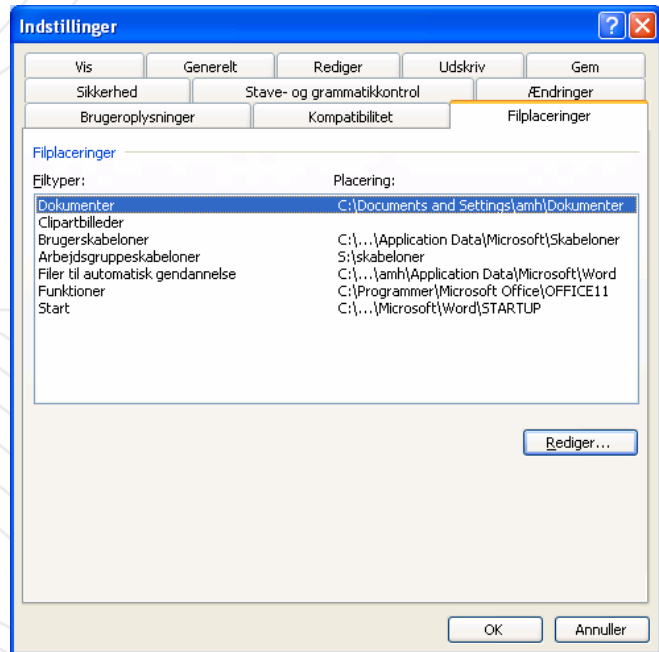 Indstillinger
Vis Generelt Rediger Udskriv Gem
Sikkerhed Stave- og grammatikkontrol Ændringer
Brugeroplysninger Kompatibilitet Filplaceringer
Filplaceringer
Filtyper: Placering:
Dokumenter C:\Documents and Settings\amh\Dokumenter
Clipartbilleder
Brugerskabeloner C:\...\Application Data\Microsoft\Skabeloner
Arbejdsgruppeskabeloner S:\skabeloner
Filer til automatisk gendannelse C:\...\amh\Application Data\Microsoft\Word
Funktioner C:\Programmer\Microsoft Office\OFFICE11
Start C:\...\Microsoft\Word\STARTUP
Rediger...
OK Annuller